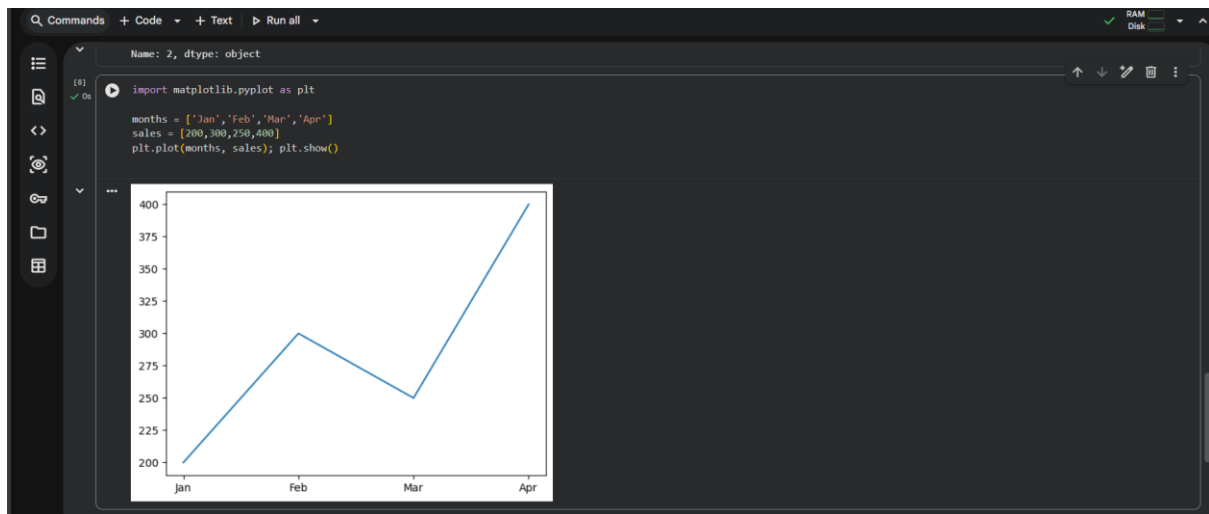 Commands + Code + Text Run all
RAM
Disk
Name: 2, dtype: object
[8]
0s
import matplotlib.pyplot as plt
months = ['Jan','Feb','Mar','Apr']
sales = [200,300,250,400]
plt.plot(months, sales); plt.show()
400
375
350
325
300
275
250
225
200
Jan Feb Mar Apr